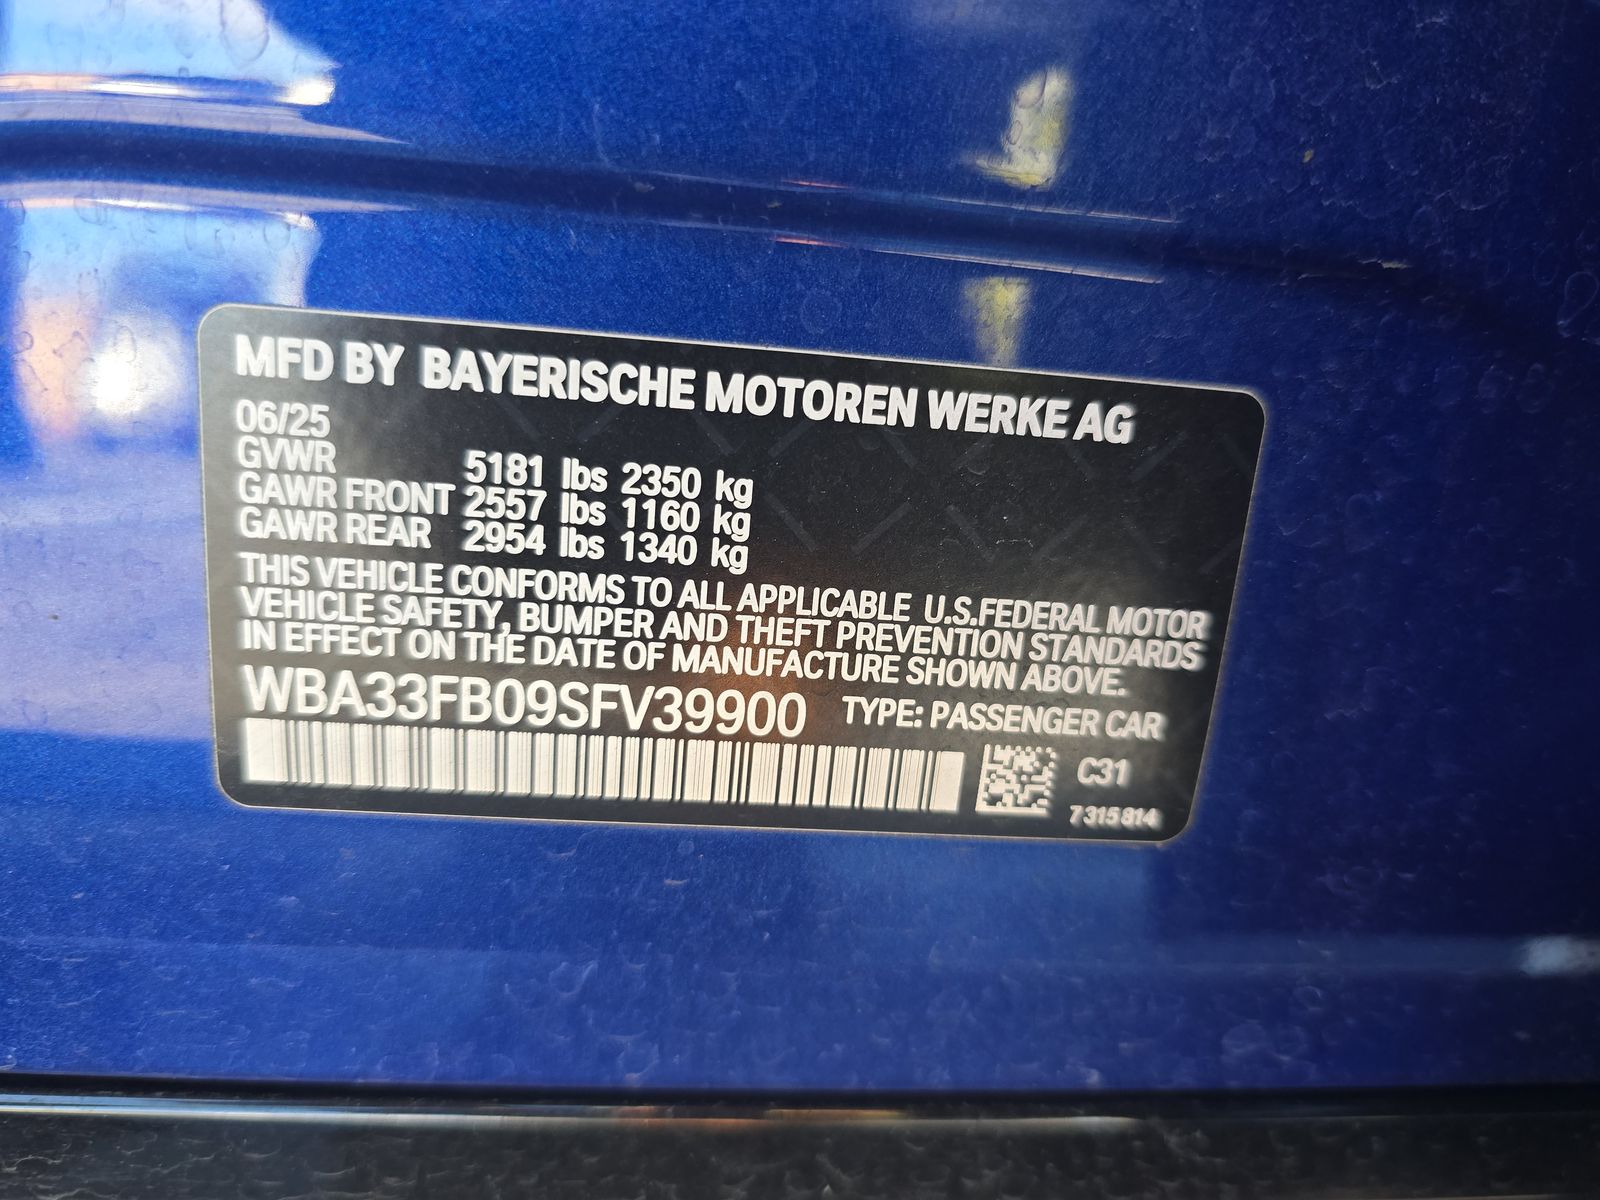 MFD BY BAYERISCHE MOTOREN WERKE AG
06/25
GVWR 5181 lbs 2350 kg
GAWR FRONT 2557 lbs 1160 kg
GAWR REAR 2954 lbs 1340 kg
THIS VEHICLE CONFORMS TO ALL APPLICABLE U.S.FEDERAL MOTOR
VEHICLE SAFETY, BUMPER AND THEFT PREVENTION STANDARDS
IN EFFECT ON THE DATE OF MANUFACTURE SHOWN ABOVE.
WBA33FB09SFV39900 TYPE: PASSENGER CAR
C31
7 315 814